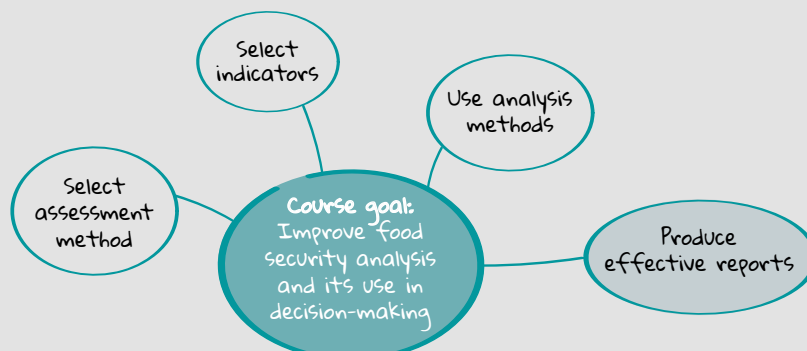 Select
indicators
Use analysis
methods
Select
assessment
method
Course goal:
Improve food
security analysis
and its use in
decision-making
Produce
effective reports